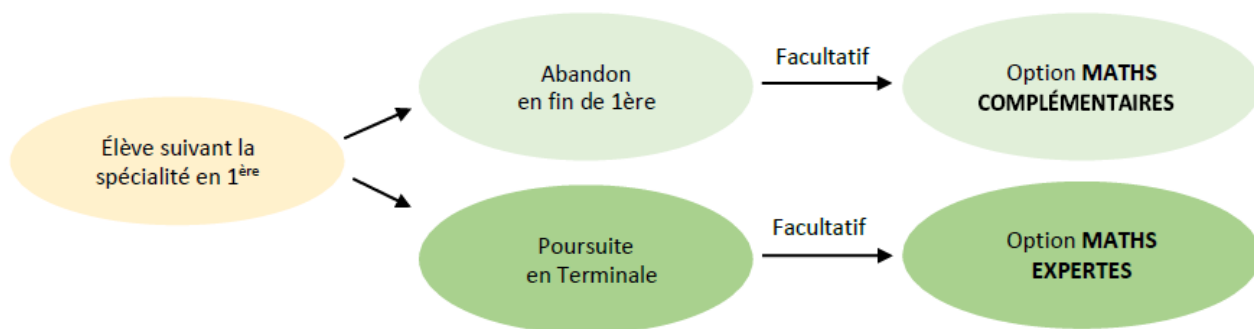 Élève suivant la
spécialité en 1ère
Abandon
en fin de 1ère
Facultatif
Option MATHS
COMPLÉMENTAIRES
Poursuite
en Terminale
Facultatif
Option MATHS
EXPERTES